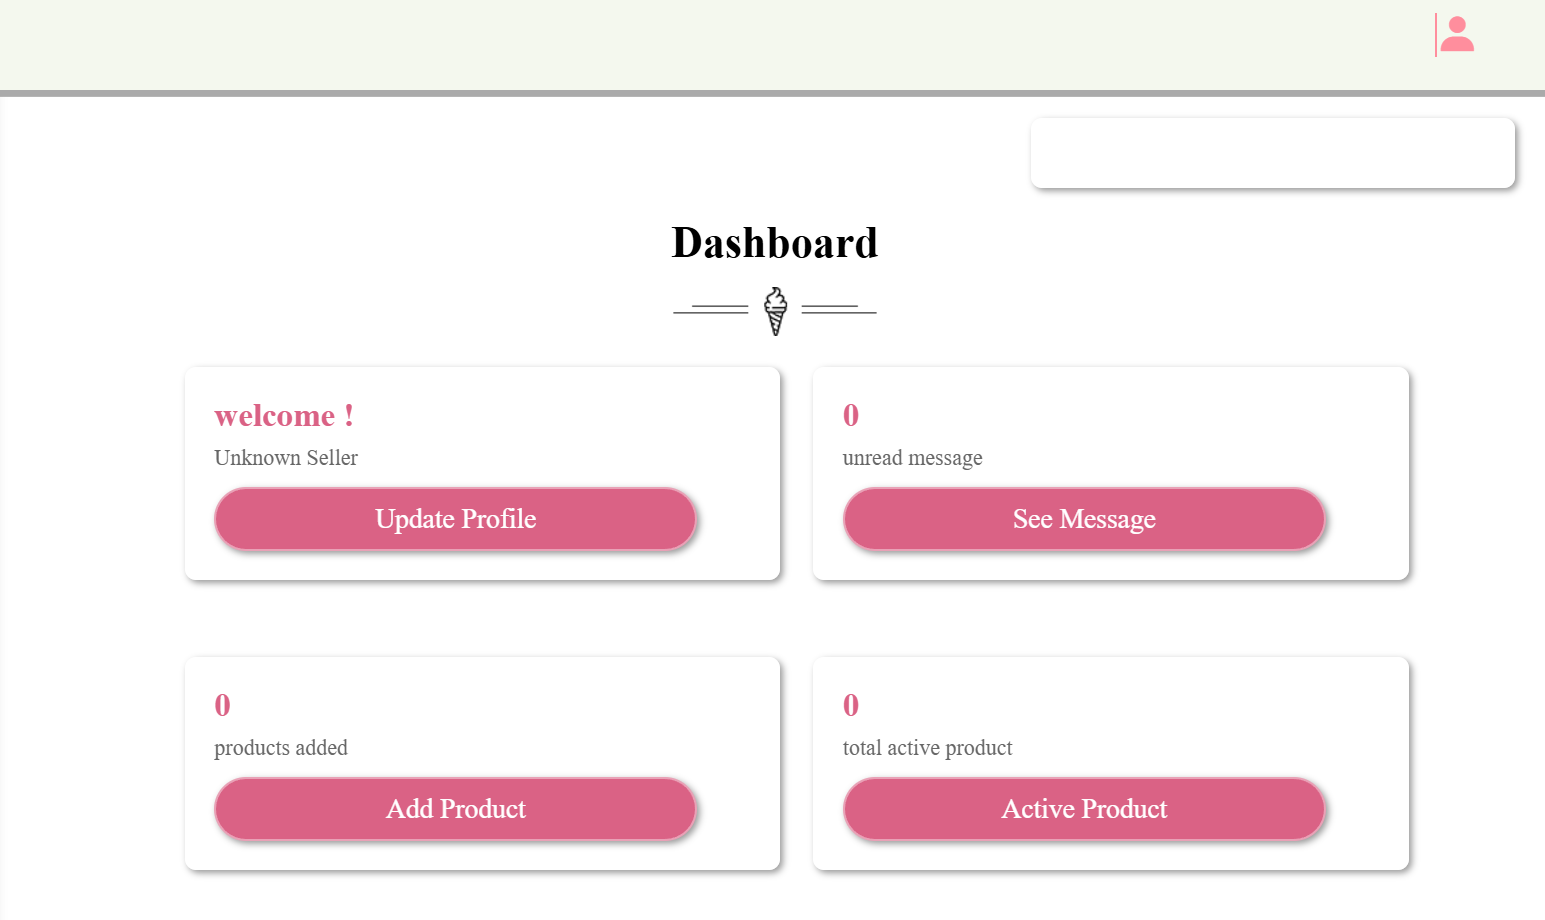 Dashboard
welcome !
Unknown Seller
Update Profile
0
unread message
See Message
0
products added
Add Product
0
total active product
Active Product